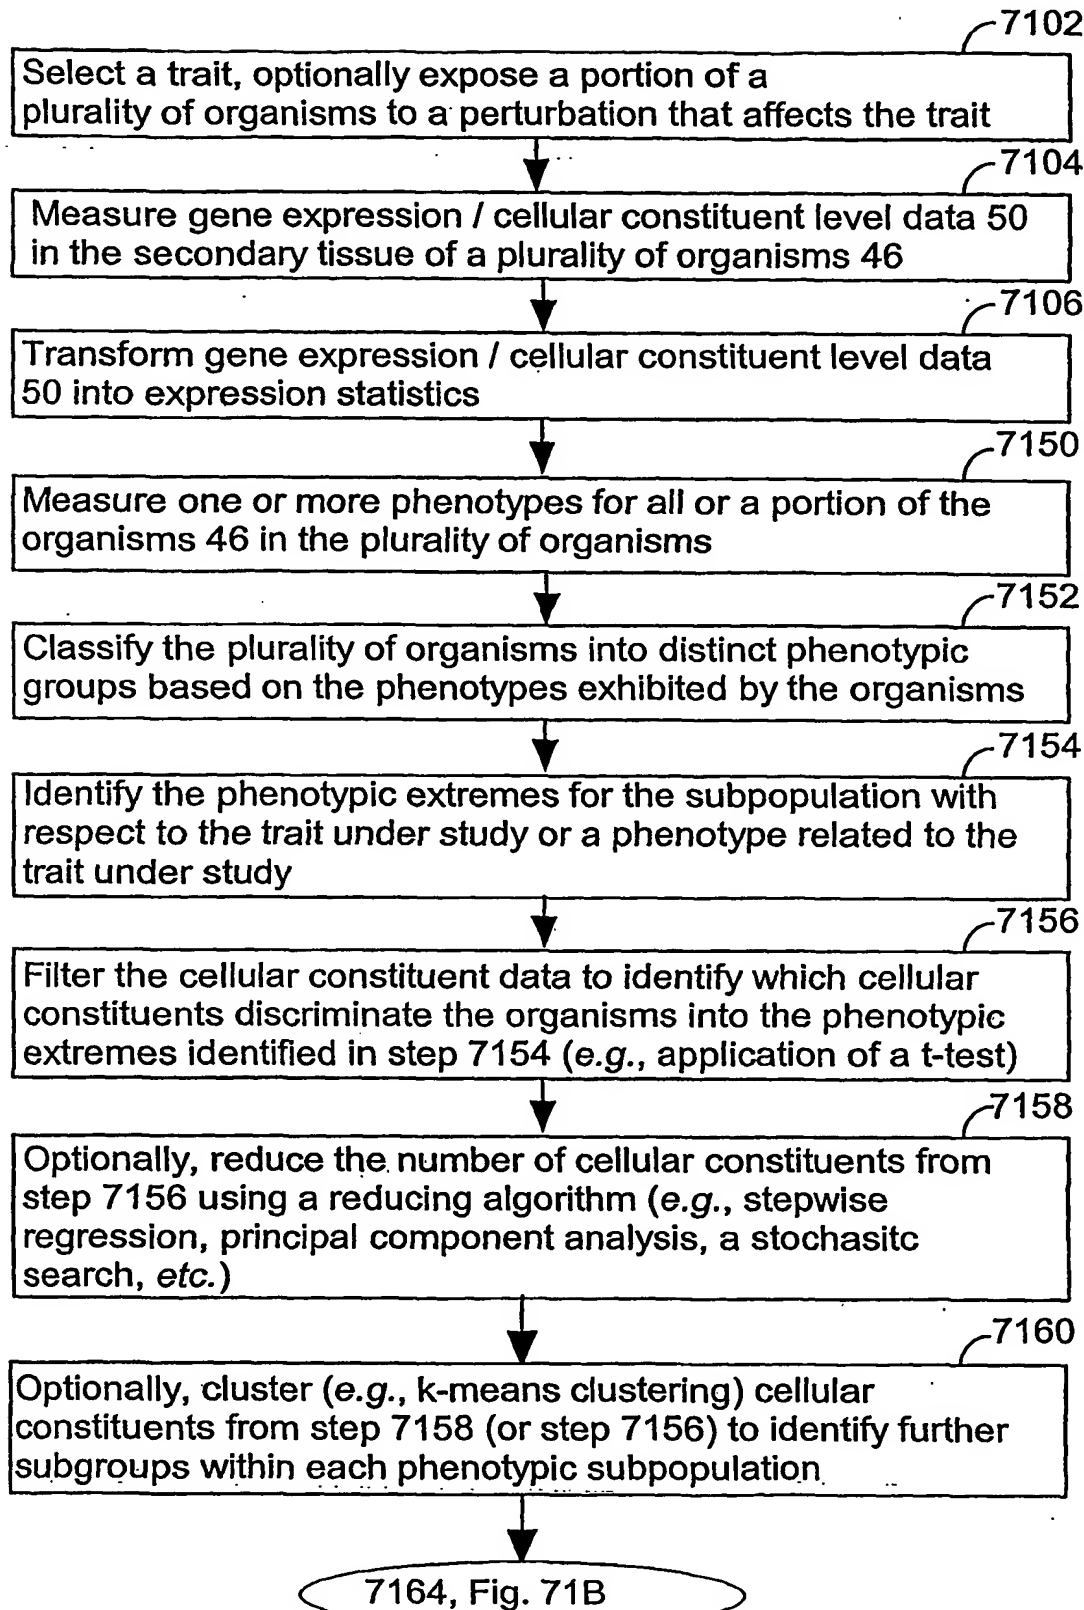 7102
Select a trait, optionally expose a portion of a
plurality of organisms to a perturbation that affects the trait
7104
Measure gene expression / cellular constituent level data 50
in the secondary tissue of a plurality of organisms 46
7106
Transform gene expression / cellular constituent level data
50 into expression statistics
7150
Measure one or more phenotypes for all or a portion of the
organisms 46 in the plurality of organisms
7152
Classify the plurality of organisms into distinct phenotypic
groups based on the phenotypes exhibited by the organisms
7154
Identify the phenotypic extremes for the subpopulation with
respect to the trait under study or a phenotype related to the
trait under study
7156
Filter the cellular constituent data to identify which cellular
constituents discriminate the organisms into the phenotypic
extremes identified in step 7154 (e.g., application of a t-test)
7158
Optionally, reduce the number of cellular constituents from
step 7156 using a reducing algorithm (e.g., stepwise
regression, principal component analysis, a stochasitc
search, etc.)
7160
Optionally, cluster (e.g., k-means clustering) cellular
constituents from step 7158 (or step 7156) to identify further
subgroups within each phenotypic subpopulation
7164, Fig. 71B